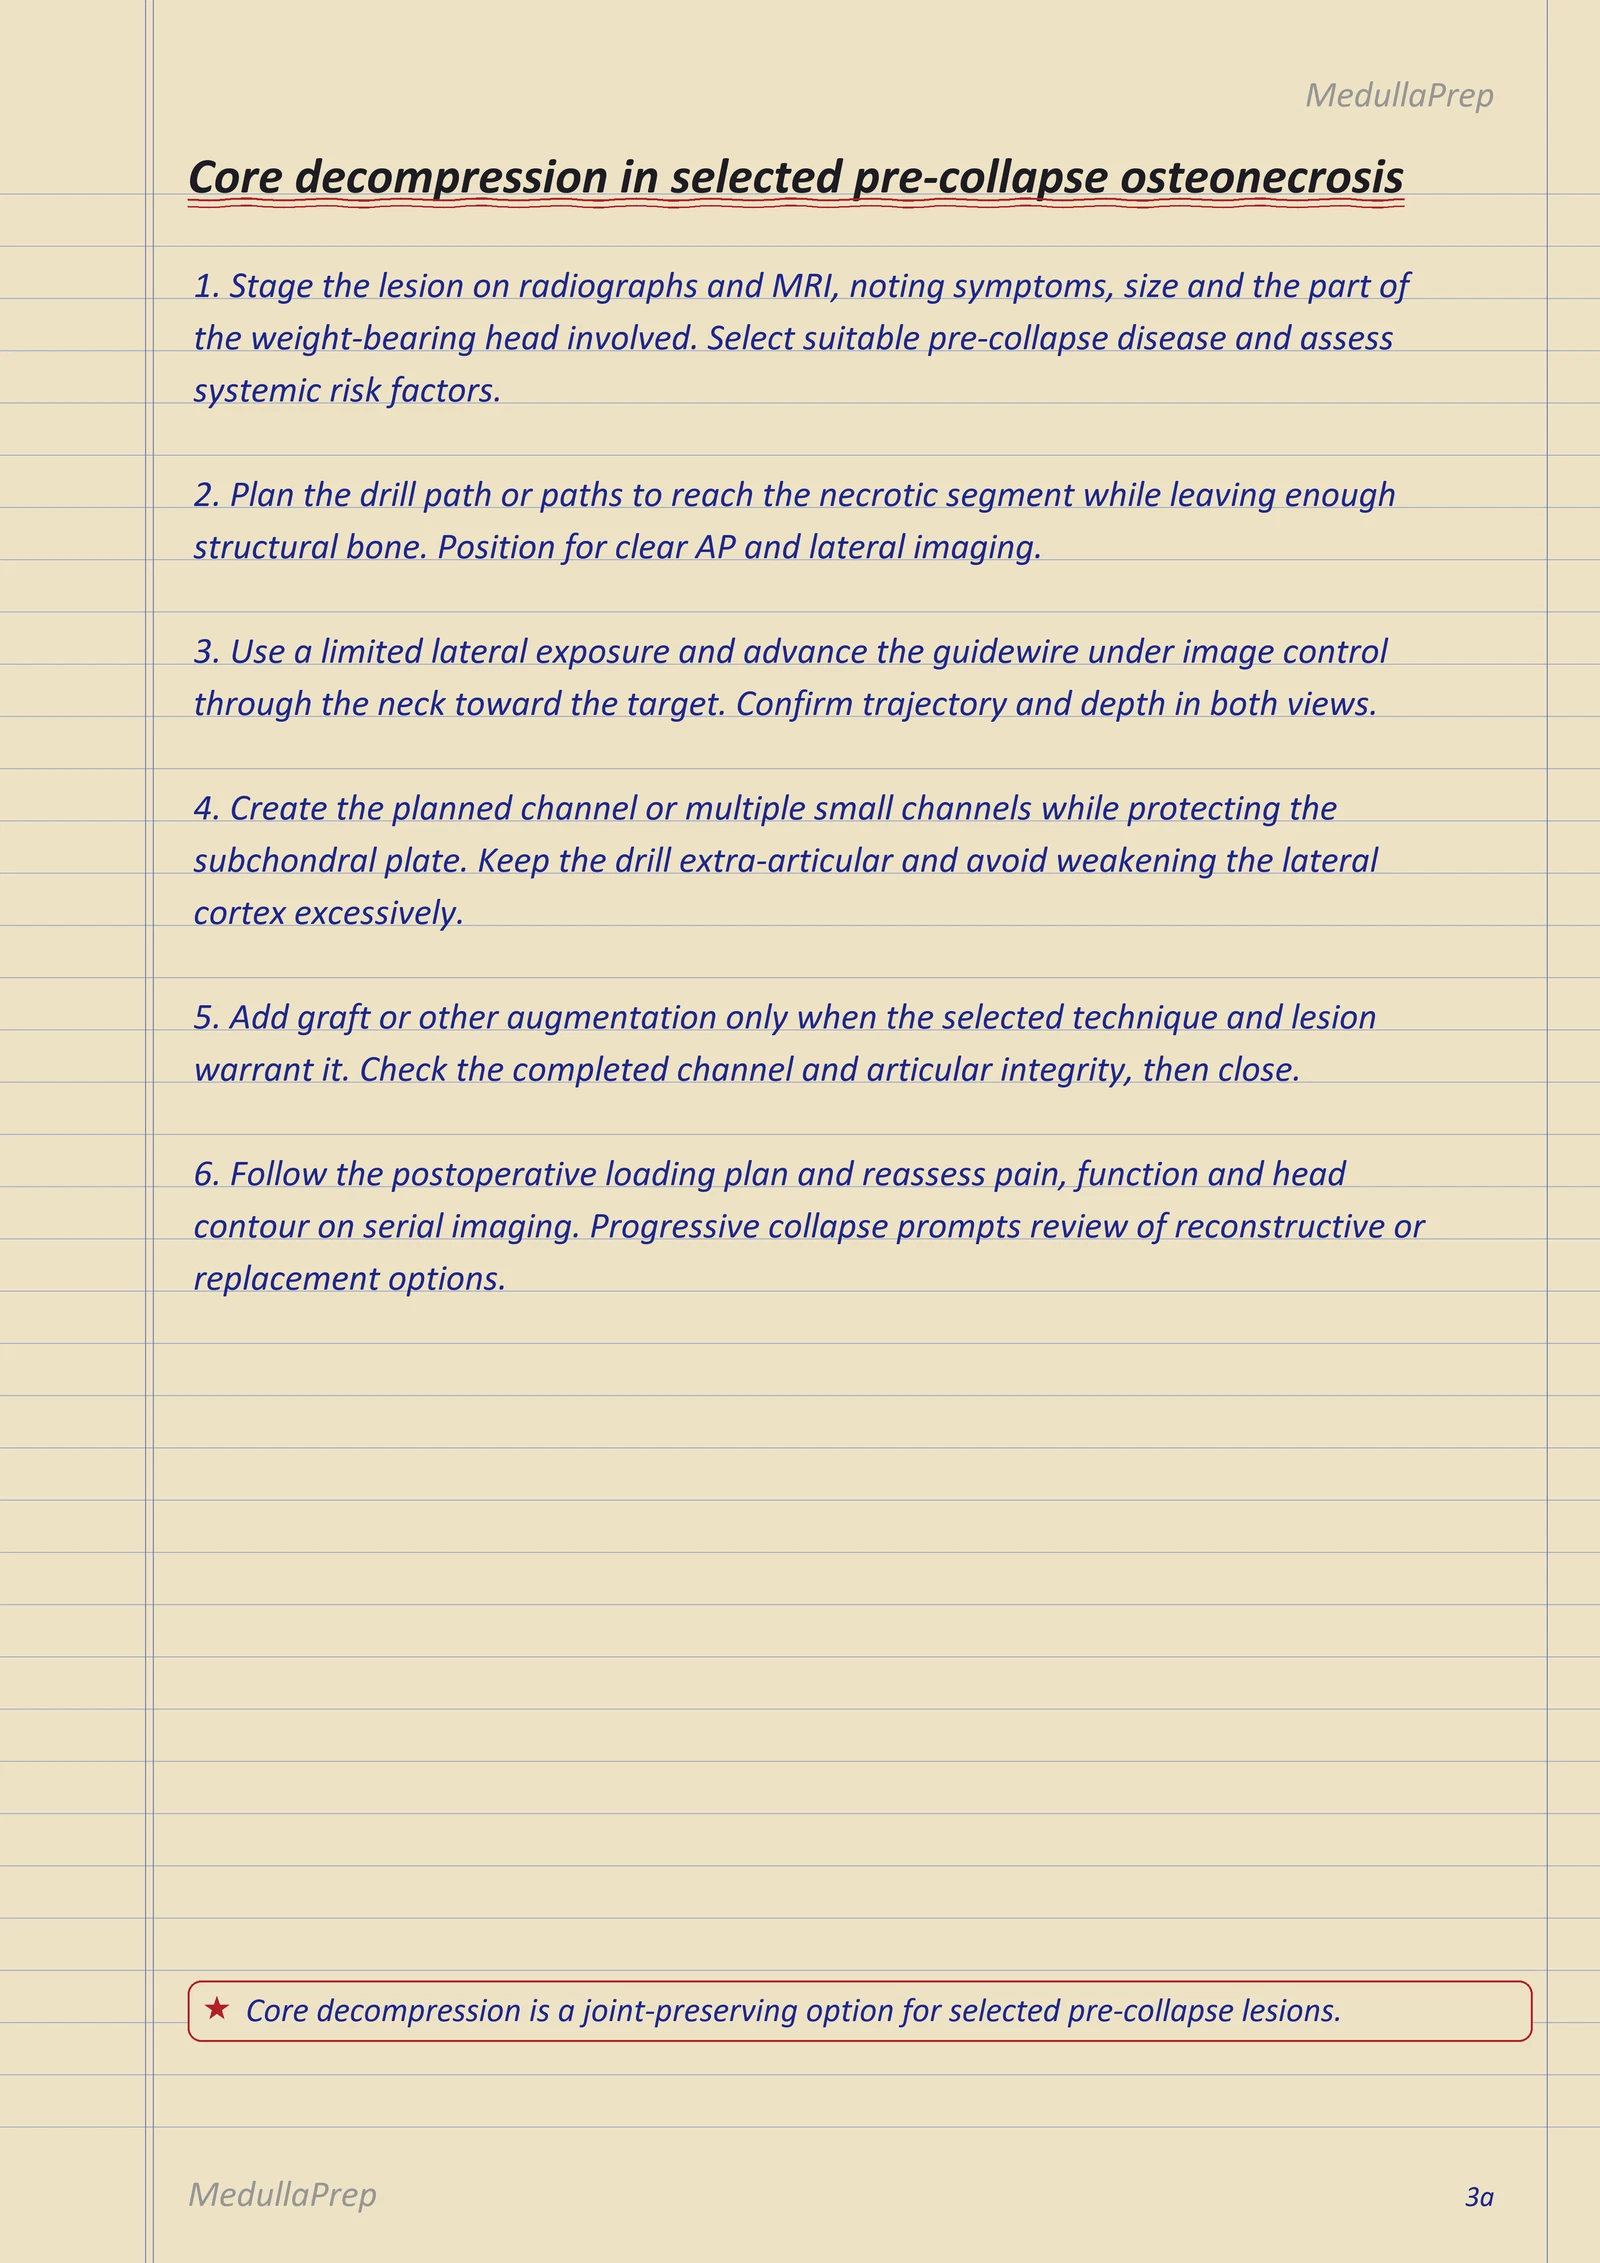 MedullaPrep
Core decompression in selected pre-collapse osteonecrosis
1. Stage the lesion on radiographs and MRI, noting symptoms, size and the part of
the weight-bearing head involved. Select suitable pre-collapse disease and assess
systemic risk factors.
2. Plan the drill path or paths to reach the necrotic segment while leaving enough
structural bone. Position for clear AP and lateral imaging.
3. Use a limited lateral exposure and advance the guidewire under image control
through the neck toward the target. Confirm trajectory and depth in both views.
4. Create the planned channel or multiple small channels while protecting the
subchondral plate. Keep the drill extra-articular and avoid weakening the lateral
cortex excessively.
5. Add graft or other augmentation only when the selected technique and lesion
warrant it. Check the completed channel and articular integrity, then close.
6. Follow the postoperative loading plan and reassess pain, function and head
contour on serial imaging. Progressive collapse prompts review of reconstructive or
replacement options.
★ Core decompression is a joint-preserving option for selected pre-collapse lesions.
MedullaPrep
3a